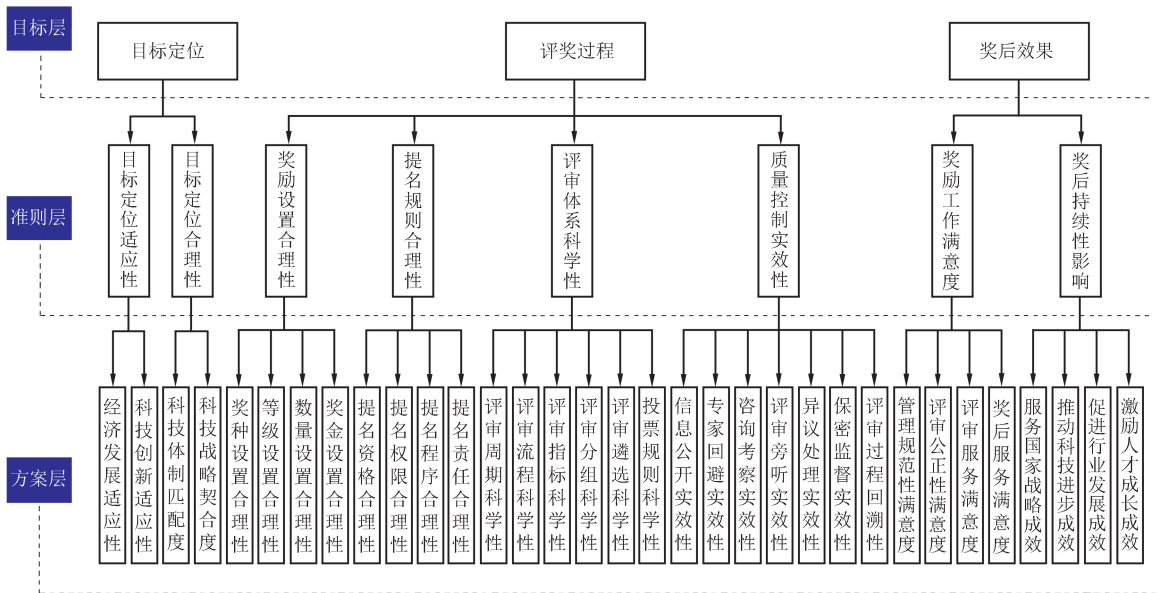 目标层
目标定位
评奖过程
奖后效果
准则层
目标定位适应性
目标定位合理性
奖励设置合理性
提名规则合理性
评审体系科学性
质量控制实效性
奖励工作满意度
奖后持续性影响
方案层
经济发展适应性
科技创新适应性
科技体制匹配度
科技战略契合度
奖种设置合理性
等级设置合理性
数量设置合理性
奖金设置合理性
提名资格合理性
提名权限合理性
提名程序合理性
提名责任合理性
评审周期科学性
评审流程科学性
评审指标科学性
评审分组科学性
评审遴选科学性
投票规则科学性
信息公开实效性
专家回避实效性
咨询考察实效性
评审旁听实效性
异议处理实效性
保密监督实效性
评审过程回溯性
管理规范性满意度
评审公正性满意度
评审服务满意度
奖后服务满意度
服务国家战略成效
推动科技进步成效
促进行业发展成效
激励人才成长成效